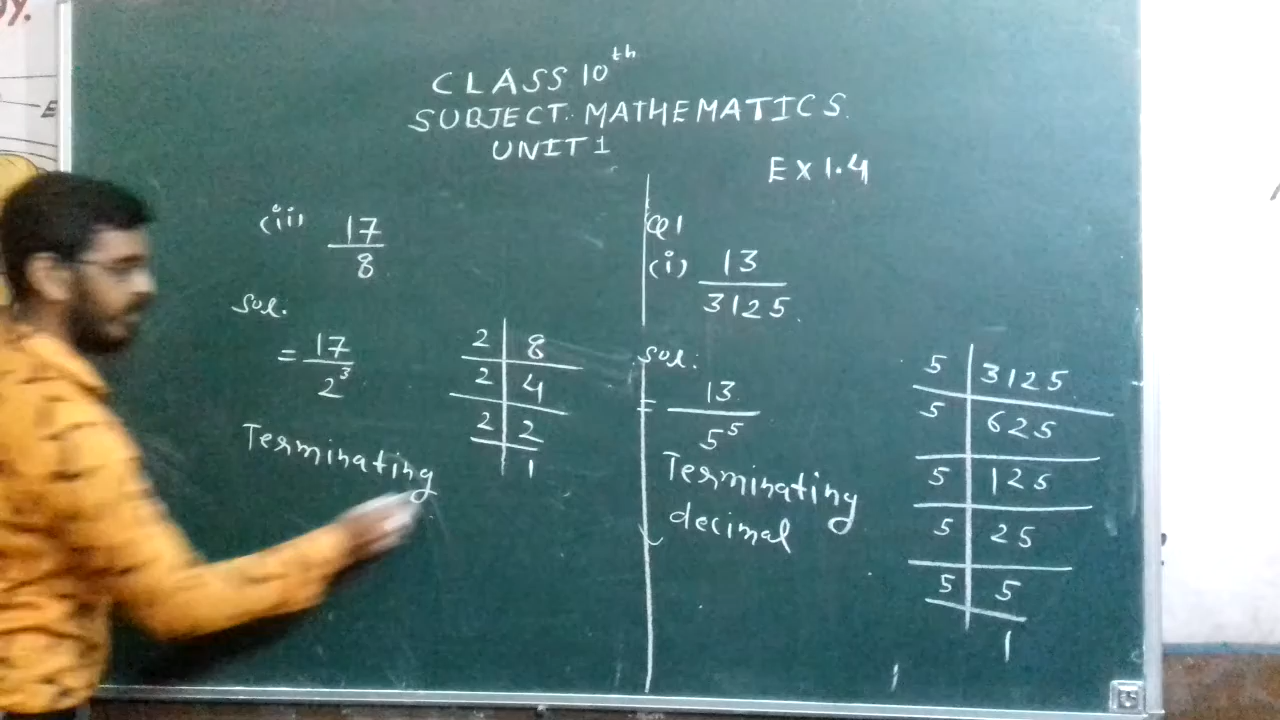 CLASS 10th
SUBJECT: MATHEMATICS.
UNIT 1
EX 1.4
(ii) 17/8
Sol.
= 17/2³
Terminating
2 | 8
2 | 4
2 | 2
1
Q1
(i) 13/3125
Sol.
= 13/5⁵
Terminating
decimal
5 | 3125
5 | 625
5 | 125
5 | 25
5 | 5
1